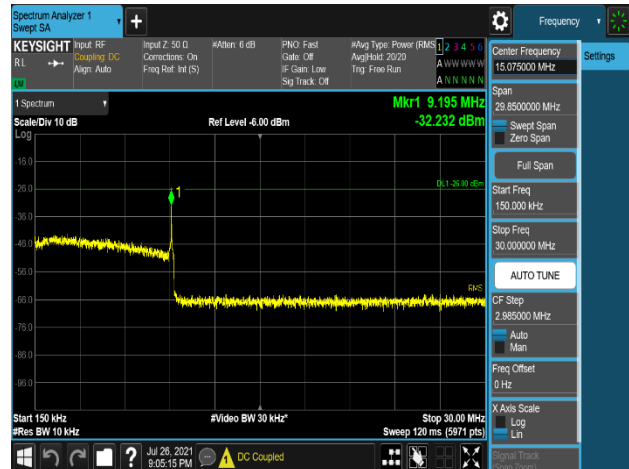 Spectrum Analyzer 1
Swept SA
Frequency
KEYSIGHT
RL
LW
Input: RF
Coupling: DC
Align: Auto
Input Z: 50 Ω
Corrections: On
Freq Ref: Int (S)
#Atten: 6 dB
PNO: Fast
Gate: Off
IF Gain: Low
Sig Track: Off
#Avg Type: Power (RMS
Avg|Hold: 20/20
Trig: Free Run
1 2 3 4 5 6
A W W W W W
A N N N N N
Center Frequency
15.075000 MHz
Settings
Span
29.8500000 MHz
Swept Span
Zero Span
Full Span
Start Freq
150.000 kHz
Stop Freq
30.000000 MHz
AUTO TUNE
CF Step
2.985000 MHz
Auto
Man
Freq Offset
0 Hz
X Axis Scale
Log
Lin
Signal Track
(Span Zoom)
1 Spectrum
Mkr1 9.195 MHz
Scale/Div 10 dB
Ref Level -6.00 dBm
-32.232 dBm
Log
-16.0
DL1 -26.00 dBm
-26.0
1
-36.0
-46.0
-56.0
RMS
-66.0
-76.0
-86.0
-96.0
Start 150 kHz
#Video BW 30 kHz*
Stop 30.00 MHz
#Res BW 10 kHz
Sweep 120 ms (5971 pts)
?
Jul 26, 2021
9:05:15 PM
DC Coupled